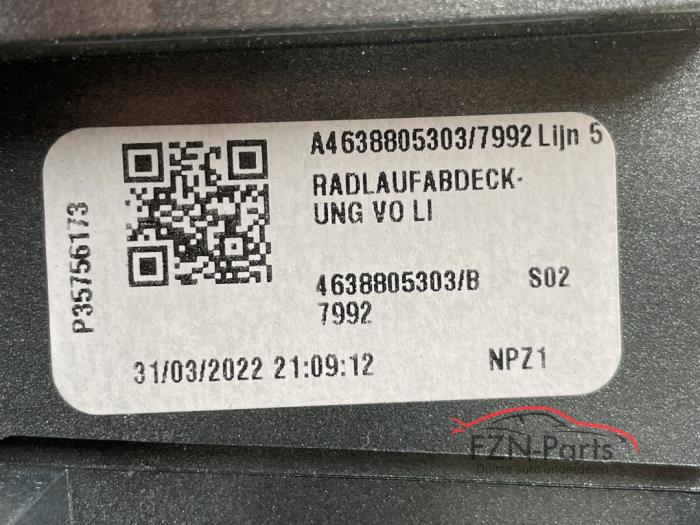 A4638805303/7992 Lijn 5
RADLAUFABDECK-
UNG VO LI
P35756173
4638805303/B S02
7992
31/03/2022 21:09:12 NPZ1
FZN-Parts
Duitse auto onderdelen